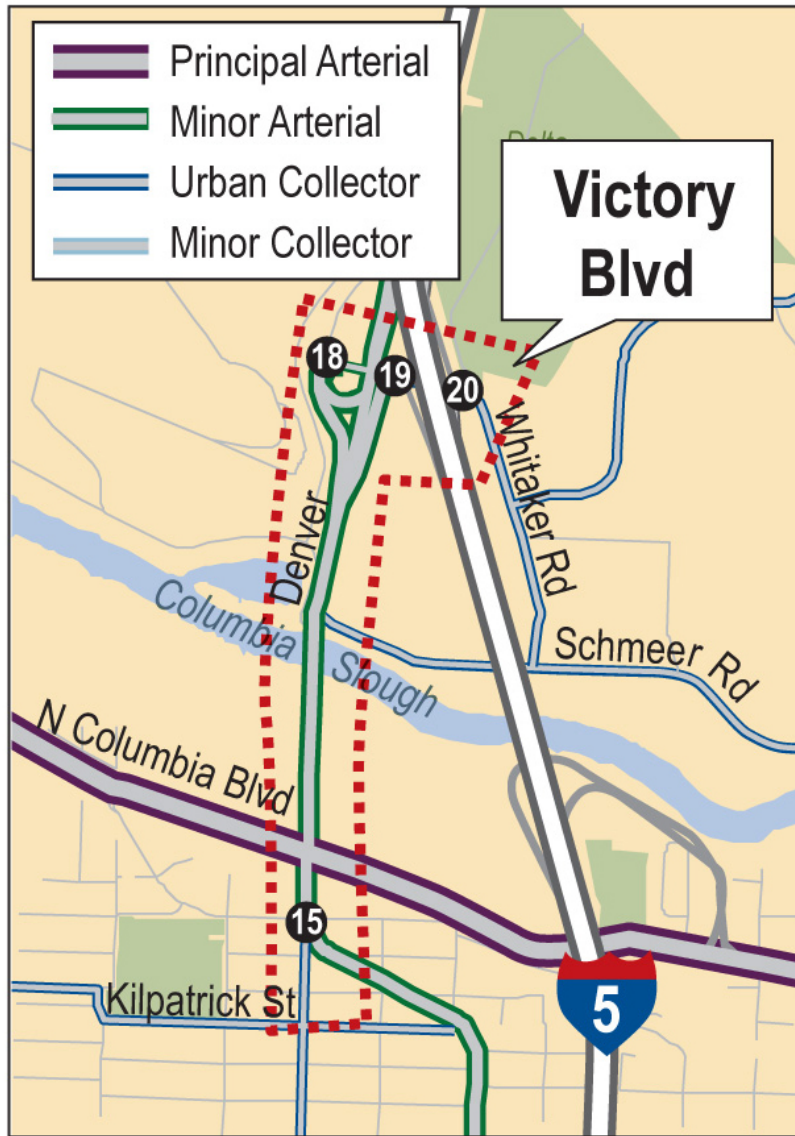 Principal Arterial
Minor Arterial
Urban Collector
Minor Collector
Delta
Victory
Blvd
18
19
20
Whitaker Rd
Denver
Columbia Slough
Schmeer Rd
N Columbia Blvd
15
Kilpatrick St
5